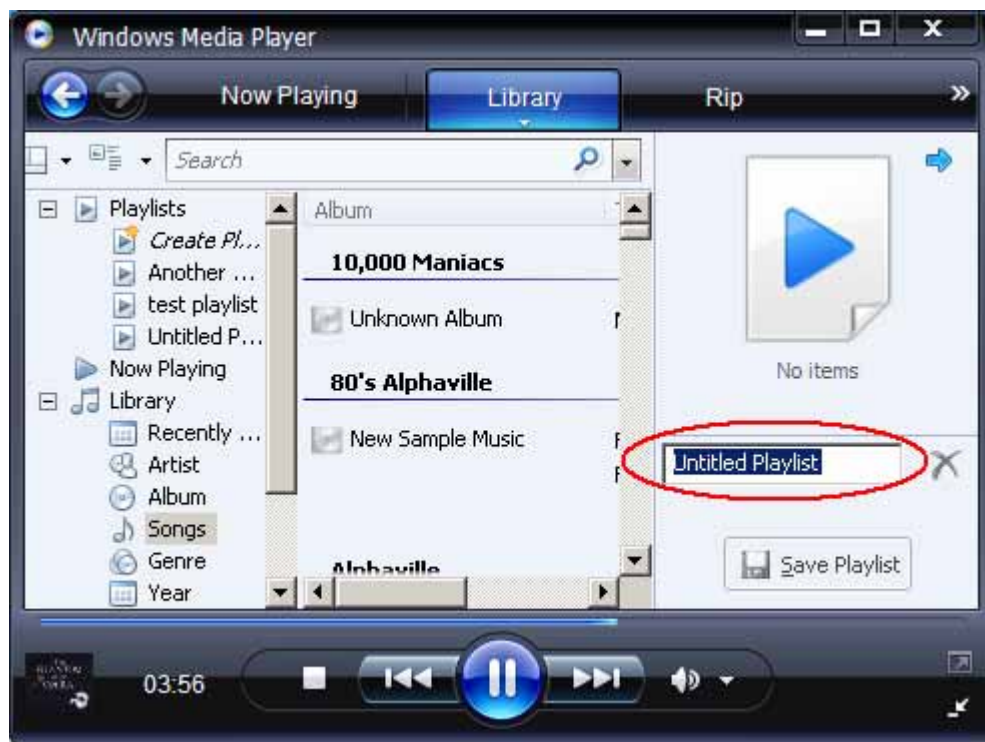 Windows Media Player
Now Playing
Library
Rip
»
Search
Playlists
Create Pl...
Another ...
test playlist
Untitled P...
Now Playing
Library
Recently ...
Artist
Album
Songs
Genre
Year
Album
10,000 Maniacs
Unknown Album
80's Alphaville
New Sample Music
Alphaville
No items
Untitled Playlist
Save Playlist
03:56